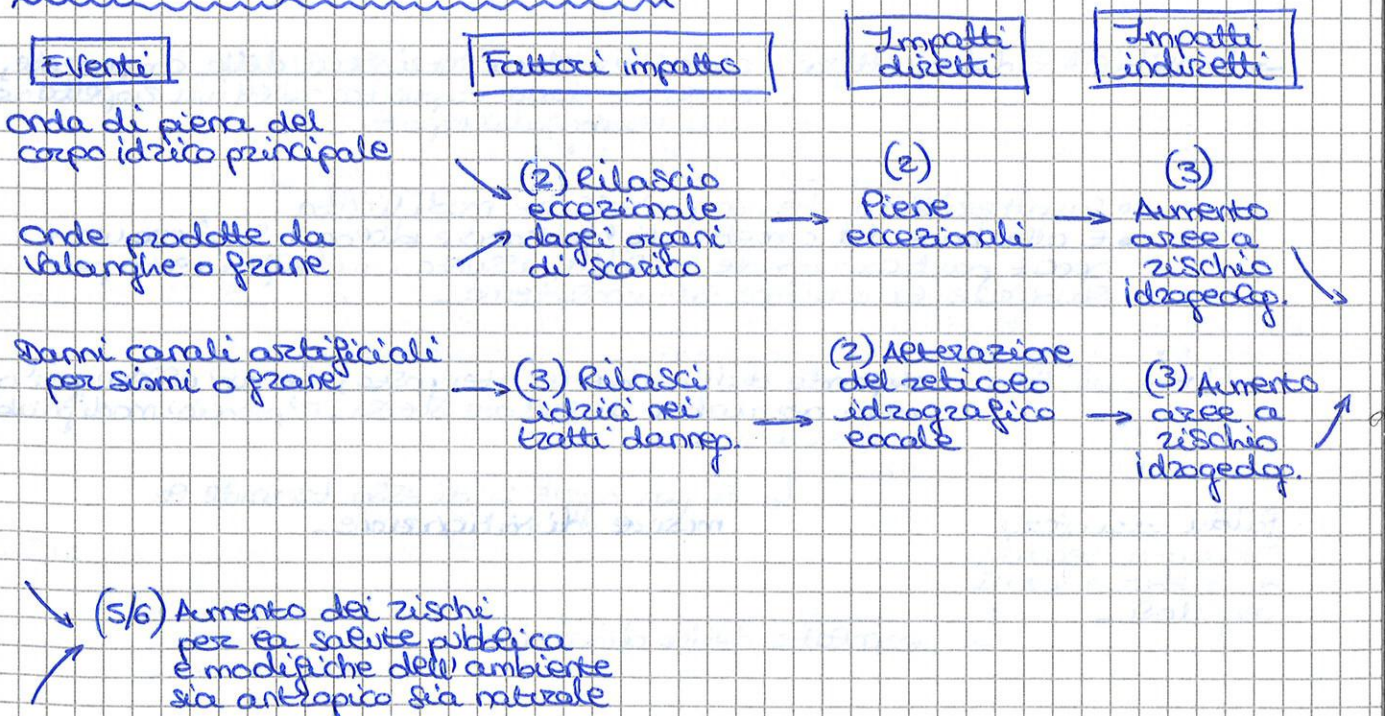 Eventi
Fattori impatto
Impatti
diretti
Impatti
indiretti
onda di piena del
corpo idrico principale
onde prodotte da
valanghe o frane
(2) Rilascio
eccezionale
dagli organi
di scarico
(2)
Piene
eccezionali
(3)
Aumento
aree a
rischio
idrogeolog.
Danni canali artificiali
per sismi o frane
(3) Rilasci
idrici nei
tratti dannegg.
(2) Alterazione
del reticolo
idrografico
locale
(3) Aumento
aree a
rischio
idrogeolog.
(5/6) Aumento dei rischi
per la salute pubblica
e modifiche dell'ambiente
sia antropico sia naturale